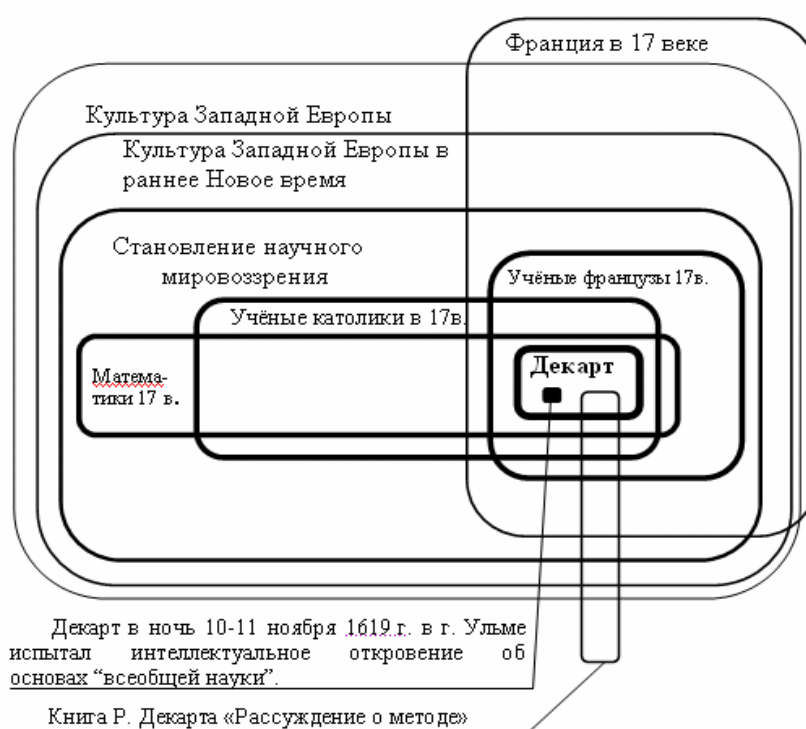 Франция в 17 веке
Культура Западной Европы
Культура Западной Европы в
раннее Новое время
Становление научного
мировоззрения
Учёные французы 17в.
Учёные католики в 17в.
Декарт
Матема-
тики 17 в.
Декарт в ночь 10-11 ноября 1619 г. в г. Ульме
испытал интеллектуальное откровение об
основах “всеобщей науки”.
Книга Р. Декарта «Рассуждение о методе»